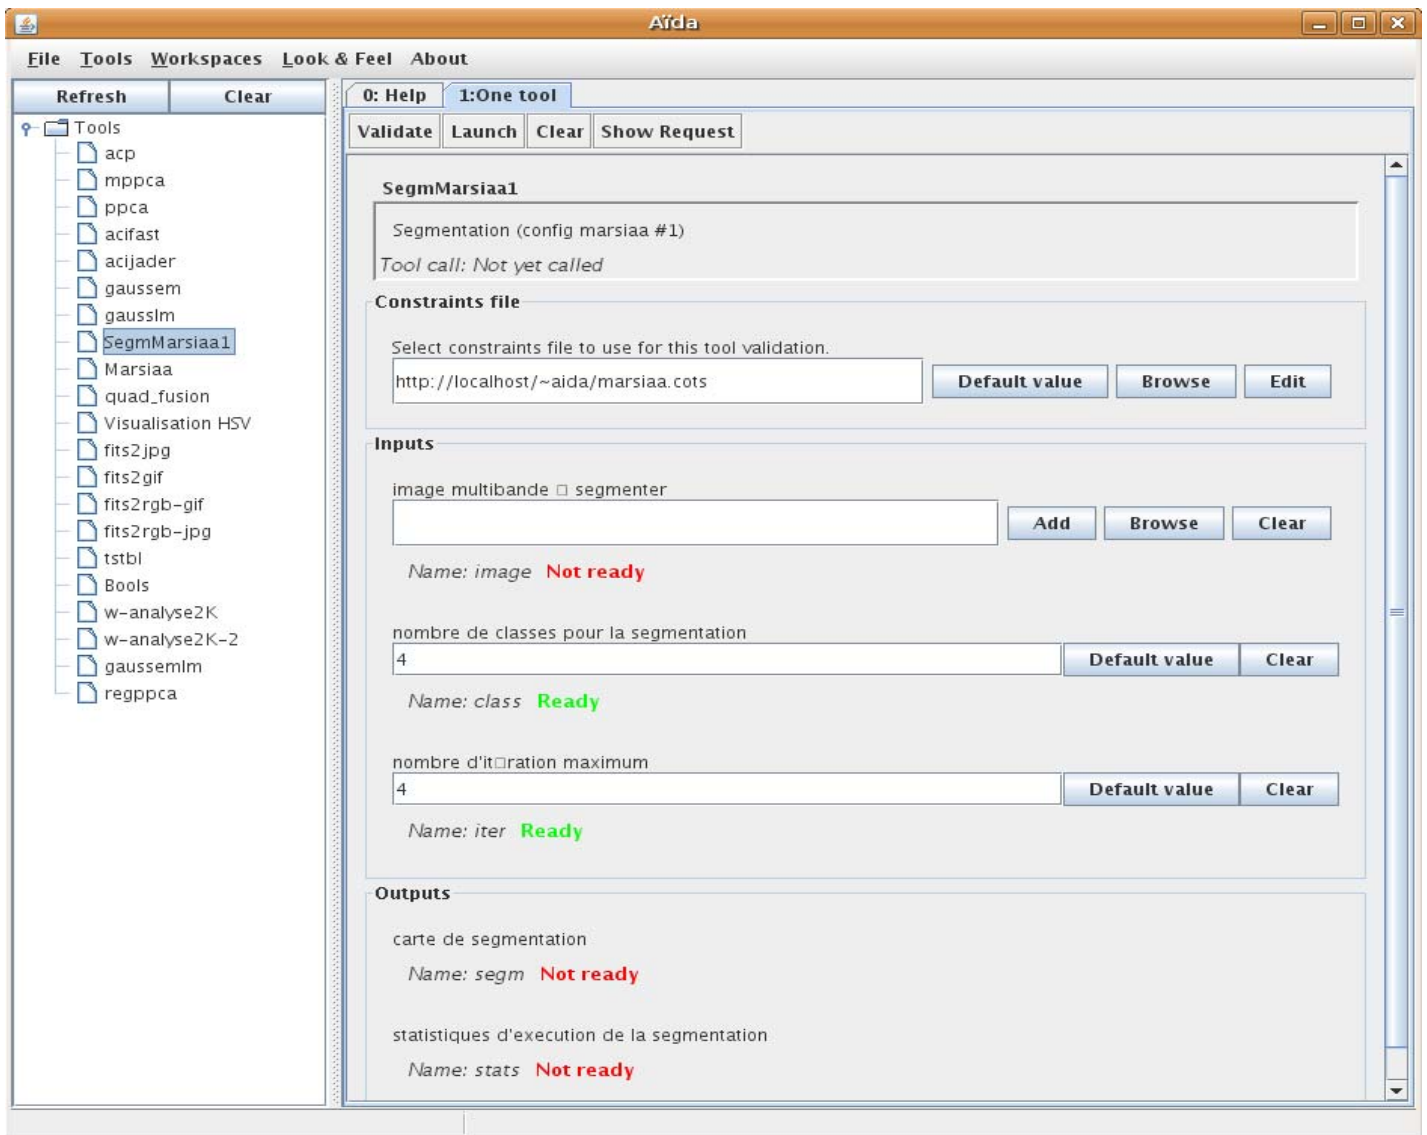 Aïda
File Tools Workspaces Look & Feel About
Refresh Clear
Tools
acp
mppca
ppca
acifast
acijader
gaussem
gausslm
SegmMarsiaa1
Marsiaa
quad_fusion
Visualisation HSV
fits2jpg
fits2gif
fits2rgb-gif
fits2rgb-jpg
tstbl
Bools
w-analyse2K
w-analyse2K-2
gaussemlm
regppca
0: Help 1:One tool
Validate Launch Clear Show Request
SegmMarsiaa1
Segmentation (config marsiaa #1)
Tool call: Not yet called
Constraints file
Select constraints file to use for this tool validation.
http://localhost/~aida/marsiaa.cots Default value Browse Edit
Inputs
image multibande □ segmenter
Add Browse Clear
Name: image Not ready
nombre de classes pour la segmentation
4 Default value Clear
Name: class Ready
nombre d'it□ration maximum
4 Default value Clear
Name: iter Ready
Outputs
carte de segmentation
Name: segm Not ready
statistiques d'execution de la segmentation
Name: stats Not ready